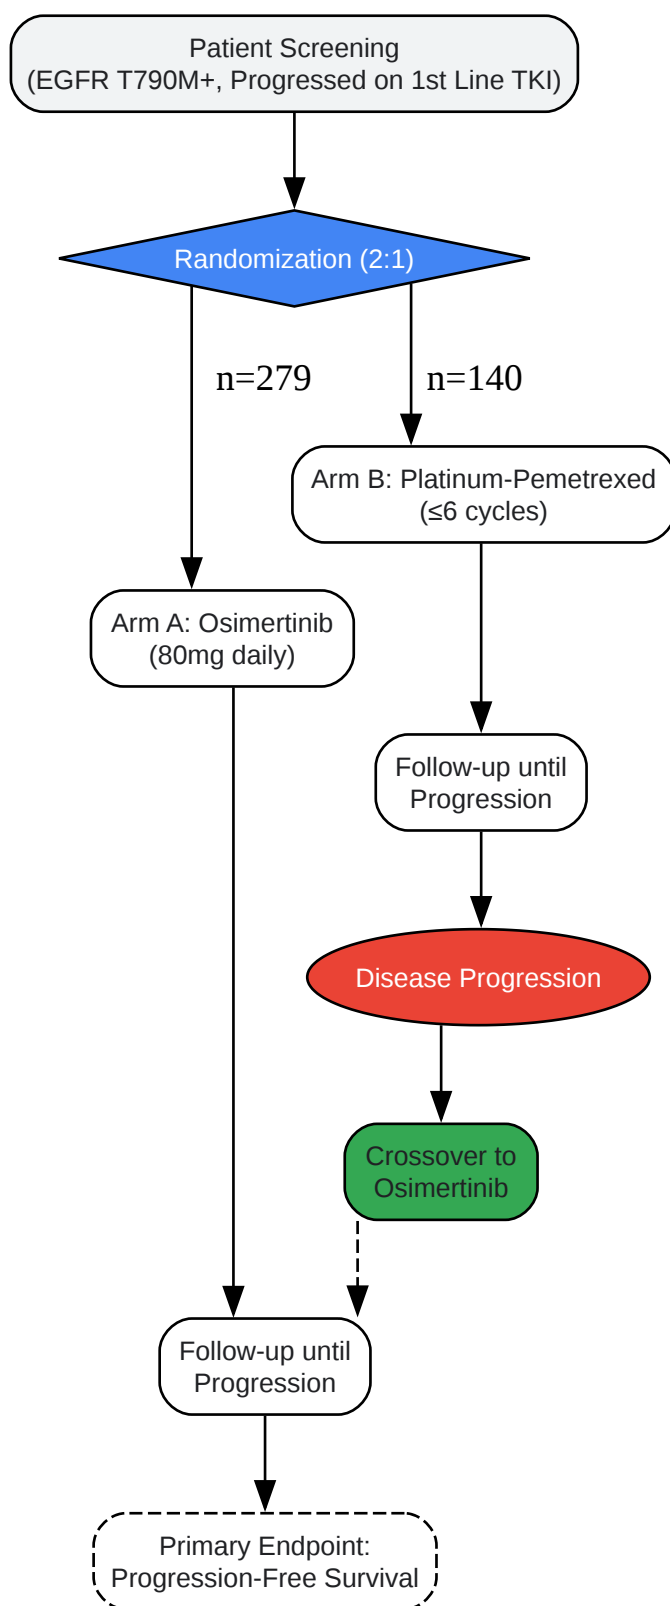 Patient Screening
(EGFR T790M+, Progressed on 1st Line TKI)
Randomization (2:1)
n=279
n=140
Arm B: Platinum-Pemetrexed
(≤6 cycles)
Arm A: Osimertinib
(80mg daily)
Follow-up until
Progression
Disease Progression
Crossover to
Osimertinib
Follow-up until
Progression
Primary Endpoint:
Progression-Free Survival